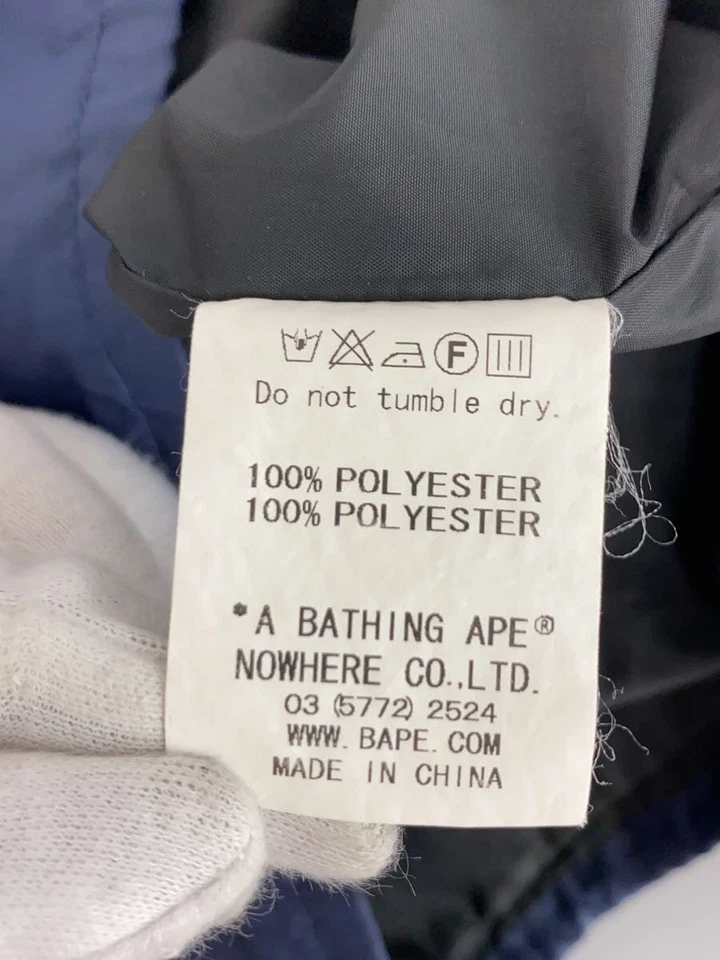 F
Do not tumble dry.
100% POLYESTER
100% POLYESTER
*A BATHING APE®
NOWHERE CO.,LTD.
03 (5772) 2524
WWW. BAPE. COM
MADE IN CHINA